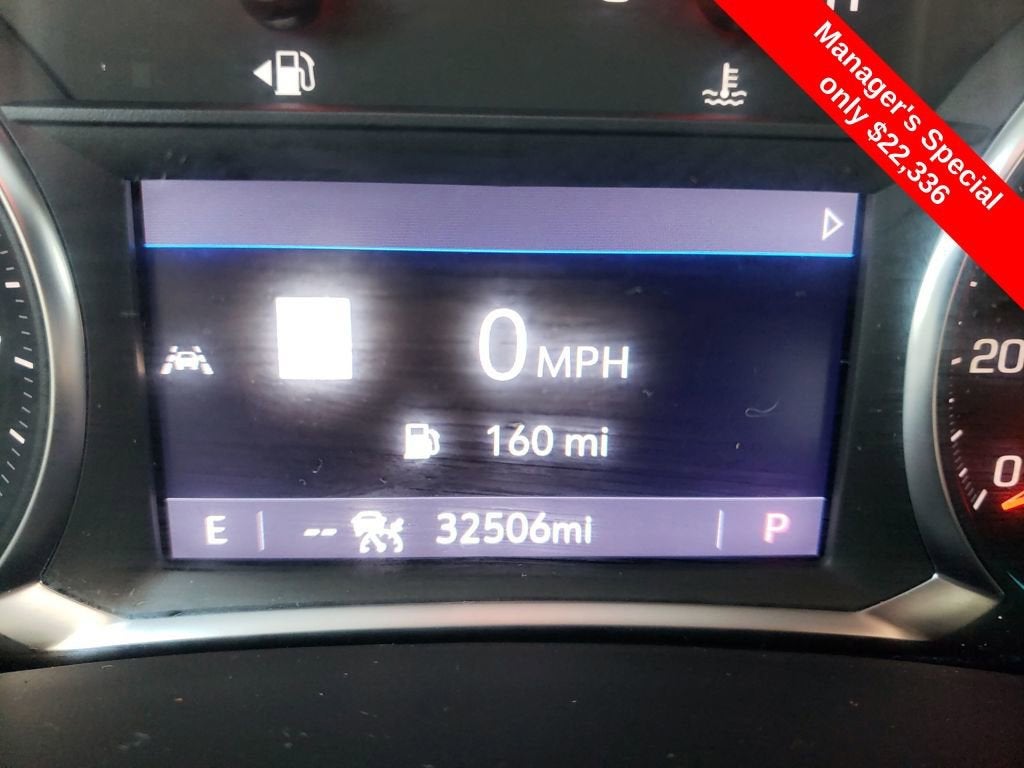 Manager's Special
only $22,336
0 MPH
160 mi
E -- 32506mi P
20
0